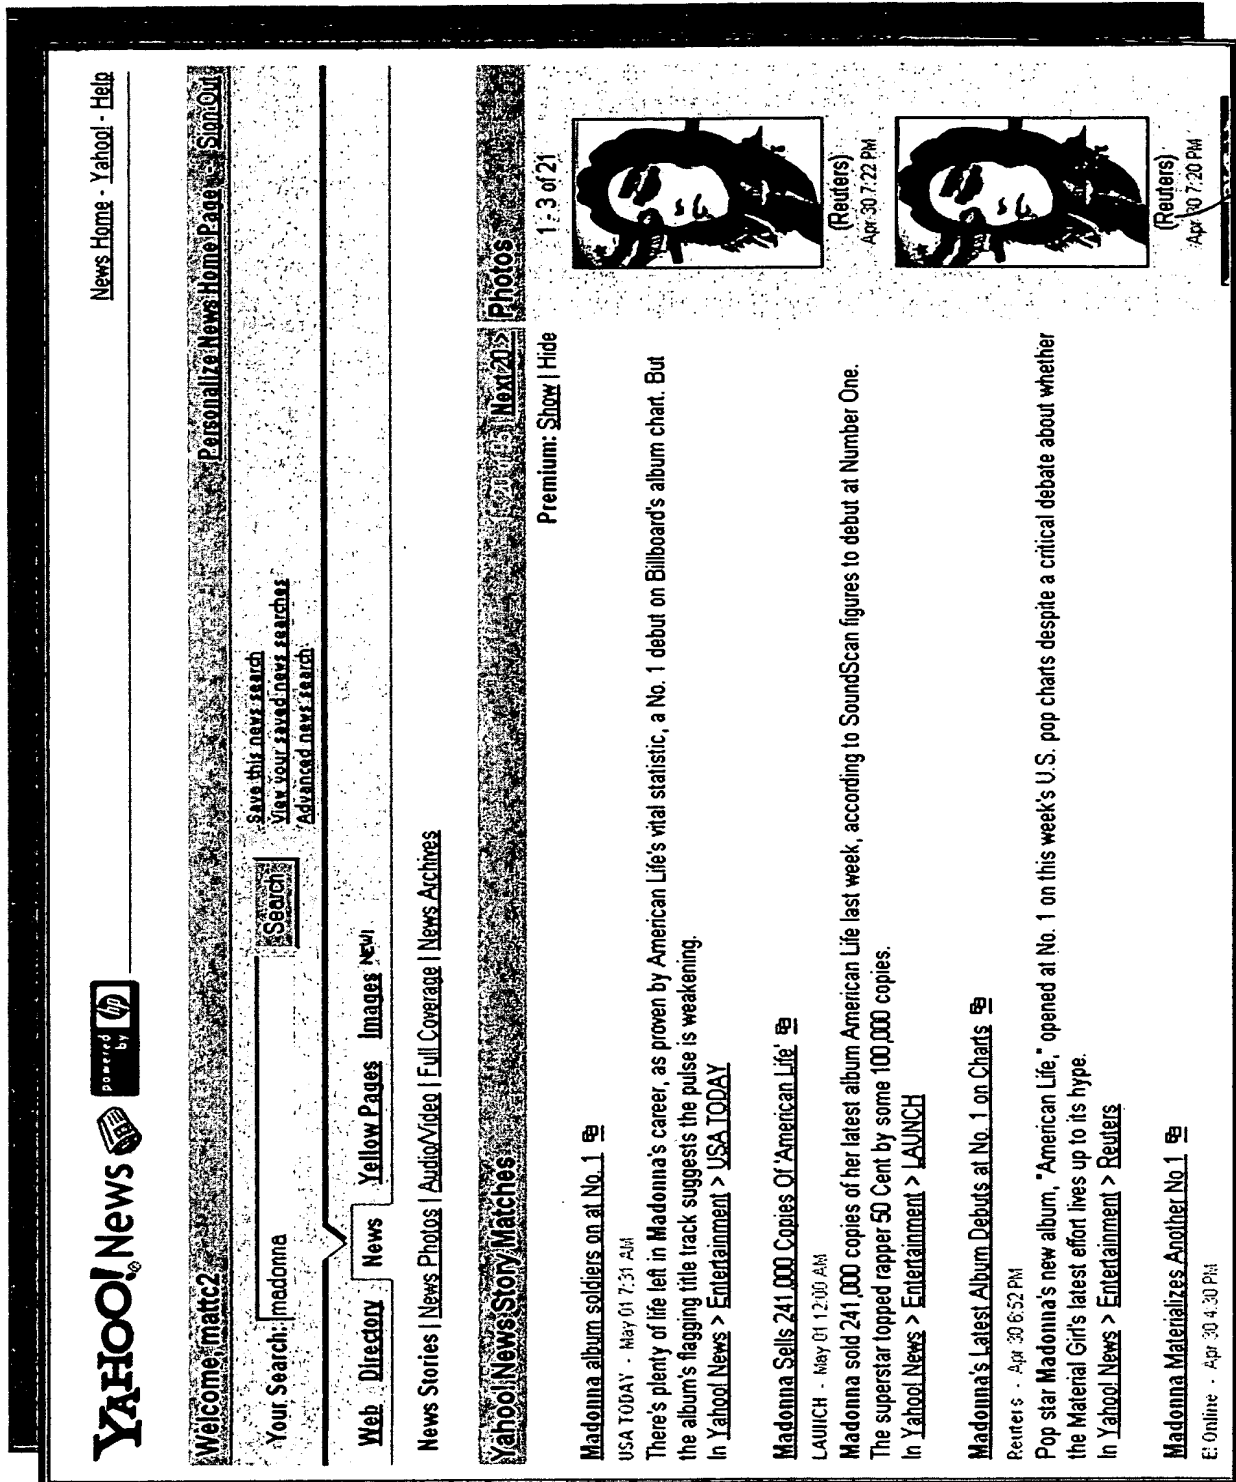 YAHOO! News powered by hp
News Home - Yahoo! - Help
Welcome, matt2
Personalize News Home Page - Sign Out
Your Search: madonna Search
Save this news search
View your saved news searches
Advanced news search
Web Directory News Yellow Pages Images NEW!
News Stories | News Photos | Audio/Video | Full Coverage | News Archives
Yahoo! News Story Matches
Next 20 >
Premium: Show | Hide
Madonna album soldiers on at No. 1
USA TODAY - May 01 7:31 AM
There's plenty of life left in Madonna's career, as proven by American Life's vital statistic, a No. 1 debut on Billboard's album chart. But
the album's flagging title track suggests the pulse is weakening.
In Yahoo! News > Entertainment > USA TODAY
Madonna Sells 241,000 Copies Of 'American Life'
LAUNCH - May 01 12:00 AM
Madonna sold 241,000 copies of her latest album American Life last week, according to SoundScan figures to debut at Number One.
The superstar topped rapper 50 Cent by some 100,000 copies.
In Yahoo! News > Entertainment > LAUNCH
Madonna's Latest Album Debuts at No. 1 on Charts
Reuters - Apr 30 6:52 PM
Pop star Madonna's new album, "American Life," opened at No. 1 on this week's U.S. pop charts despite a critical debate about whether
the Material Girl's latest effort lives up to its hype.
In Yahoo! News > Entertainment > Reuters
Madonna Materializes Another No 1
E! Online - Apr 30 4:30 PM
Photos
1 - 3 of 21
(Reuters)
Apr 30 7:22 PM
(Reuters)
Apr 30 7:20 PM